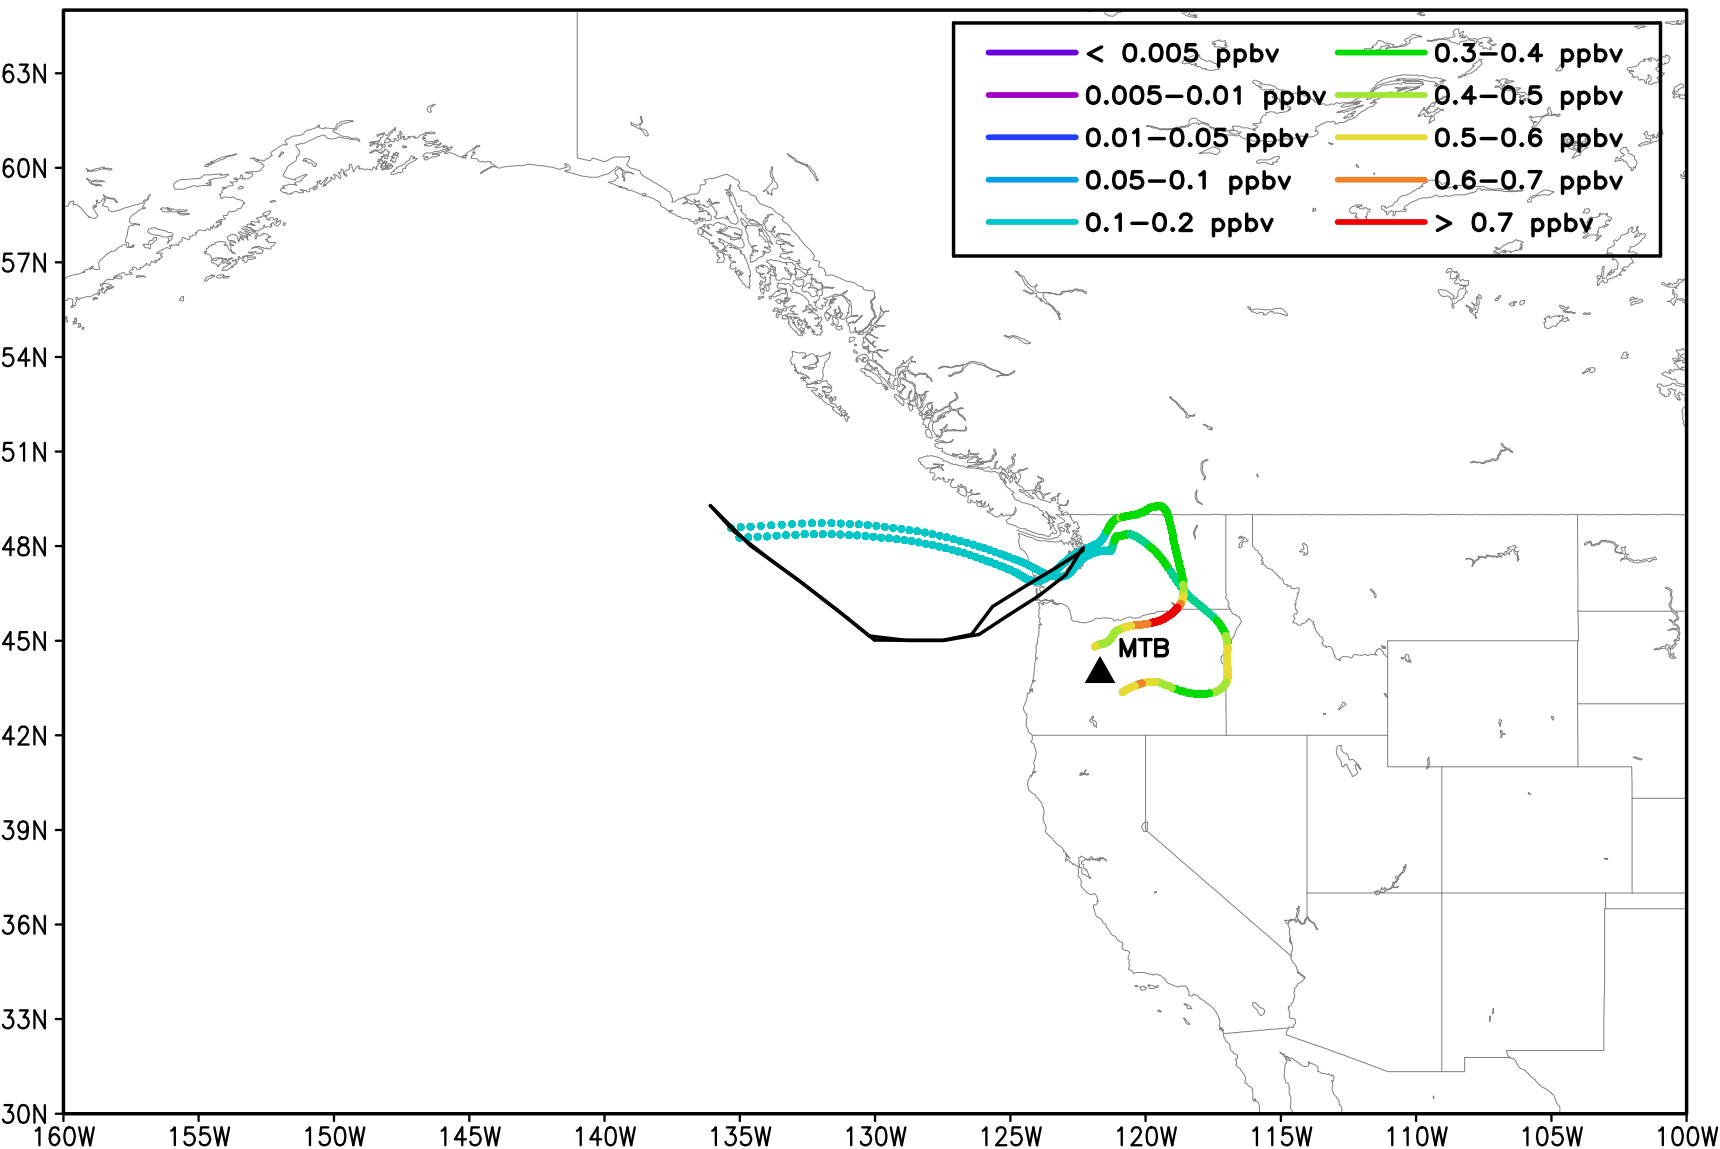 < 0.005 ppbv
0.005-0.01 ppbv
0.01-0.05 ppbv
0.05-0.1 ppbv
0.1-0.2 ppbv
0.3-0.4 ppbv
0.4-0.5 ppbv
0.5-0.6 ppbv
0.6-0.7 ppbv
> 0.7 ppbv
63N
60N
57N
54N
51N
48N
45N
42N
39N
36N
33N
30N
MTB
160W 155W 150W 145W 140W 135W 130W 125W 120W 115W 110W 105W 100W